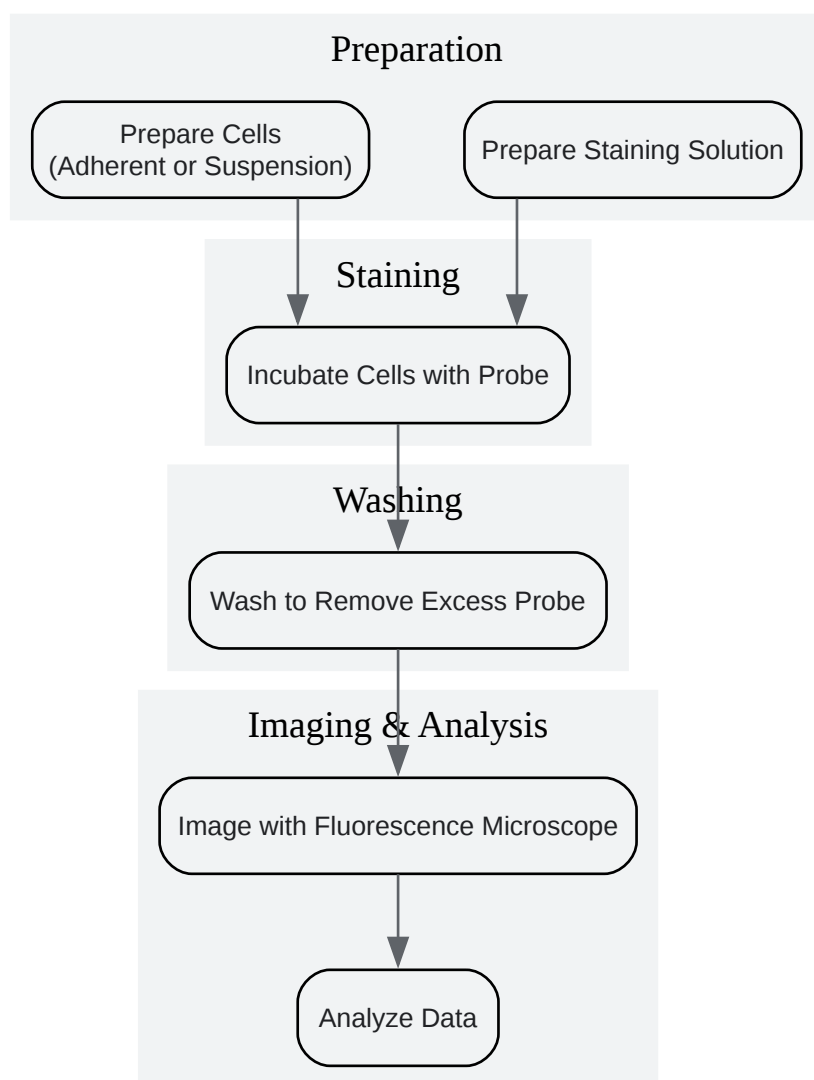 Preparation
Prepare Cells
(Adherent or Suspension)
Prepare Staining Solution
Staining
Incubate Cells with Probe
Washing
Wash to Remove Excess Probe
Imaging & Analysis
Image with Fluorescence Microscope
Analyze Data